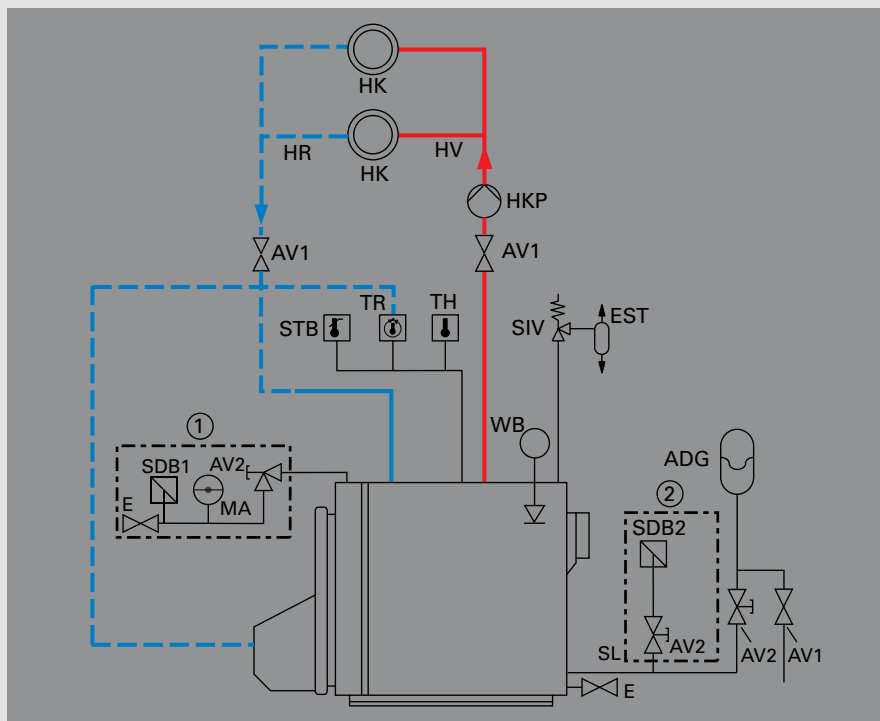 HK
HR
HV
HK
HKP
AV1
AV1
TR
TH
EST
STB
SIV
1
WB
ADG
SDB1
AV2
2
E
MA
SDB2
SL
AV2
AV2
AV1
E